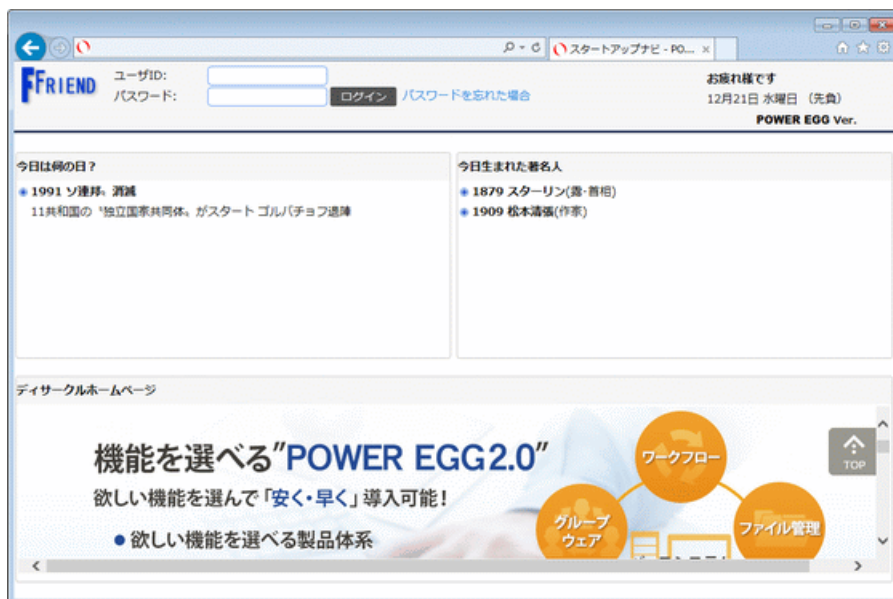 スタートアップナビ - PO...
FFRIEND
ユーザID:
パスワード:
ログイン
パスワードを忘れた場合
お疲れ様です
12月21日 水曜日 (先負)
POWER EGG Ver.
今日は何の日?
1991 ソ連邦、消滅
11共和国の〝独立国家共同体〟がスタート ゴルバチョフ退陣
今日生まれた著名人
1879 スターリン(露・首相)
1909 松本清張(作家)
ディサークルホームページ
機能を選べる"POWER EGG2.0"
欲しい機能を選んで「安く・早く」導入可能!
●欲しい機能を選べる製品体系
ワークフロー
グループ
ウェア
ファイル管理
TOP